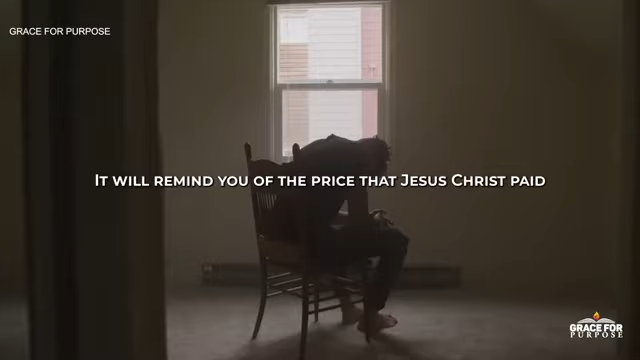 GRACE FOR PURPOSE
IT WILL REMIND YOU OF THE PRICE THAT JESUS CHRIST PAID
GRACE FOR
PURPOSE